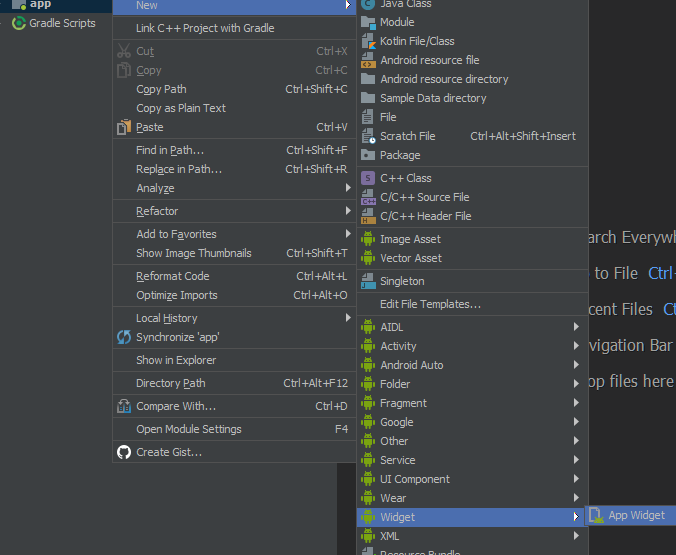 app
Gradle Scripts
New
Link C++ Project with Gradle
Cut Ctrl+X
Copy Ctrl+C
Copy Path Ctrl+Shift+C
Copy as Plain Text
Paste Ctrl+V
Find in Path... Ctrl+Shift+F
Replace in Path... Ctrl+Shift+R
Analyze
Refactor
Add to Favorites
Show Image Thumbnails Ctrl+Shift+T
Reformat Code Ctrl+Alt+L
Optimize Imports Ctrl+Alt+O
Local History
Synchronize 'app'
Show in Explorer
Directory Path Ctrl+Alt+F12
Compare With... Ctrl+D
Open Module Settings F4
Create Gist...
Java Class
Module
Kotlin File/Class
Android resource file
Android resource directory
Sample Data directory
File
Scratch File Ctrl+Alt+Shift+Insert
Package
C++ Class
C/C++ Source File
C/C++ Header File
Image Asset
Vector Asset
Singleton
Edit File Templates...
AIDL
Activity
Android Auto
Folder
Fragment
Google
Other
Service
UI Component
Wear
Widget
XML
Resource Bundle
App Widget
arch Everywh
to File Ctrl+
cent Files Ct
vigation Bar
op files here